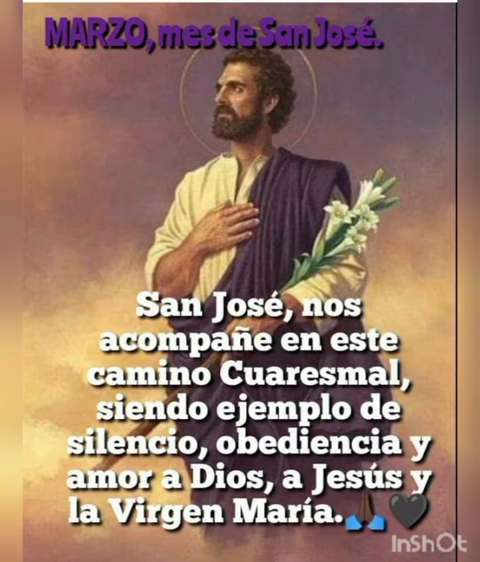 MARZO, mes de San José.
San José, nos
acompañe en este
camino Cuaresmal,
siendo ejemplo de
silencio, obediencia y
amor a Dios, a Jesús y
la Virgen María.🙏🏿🖤
InShOt